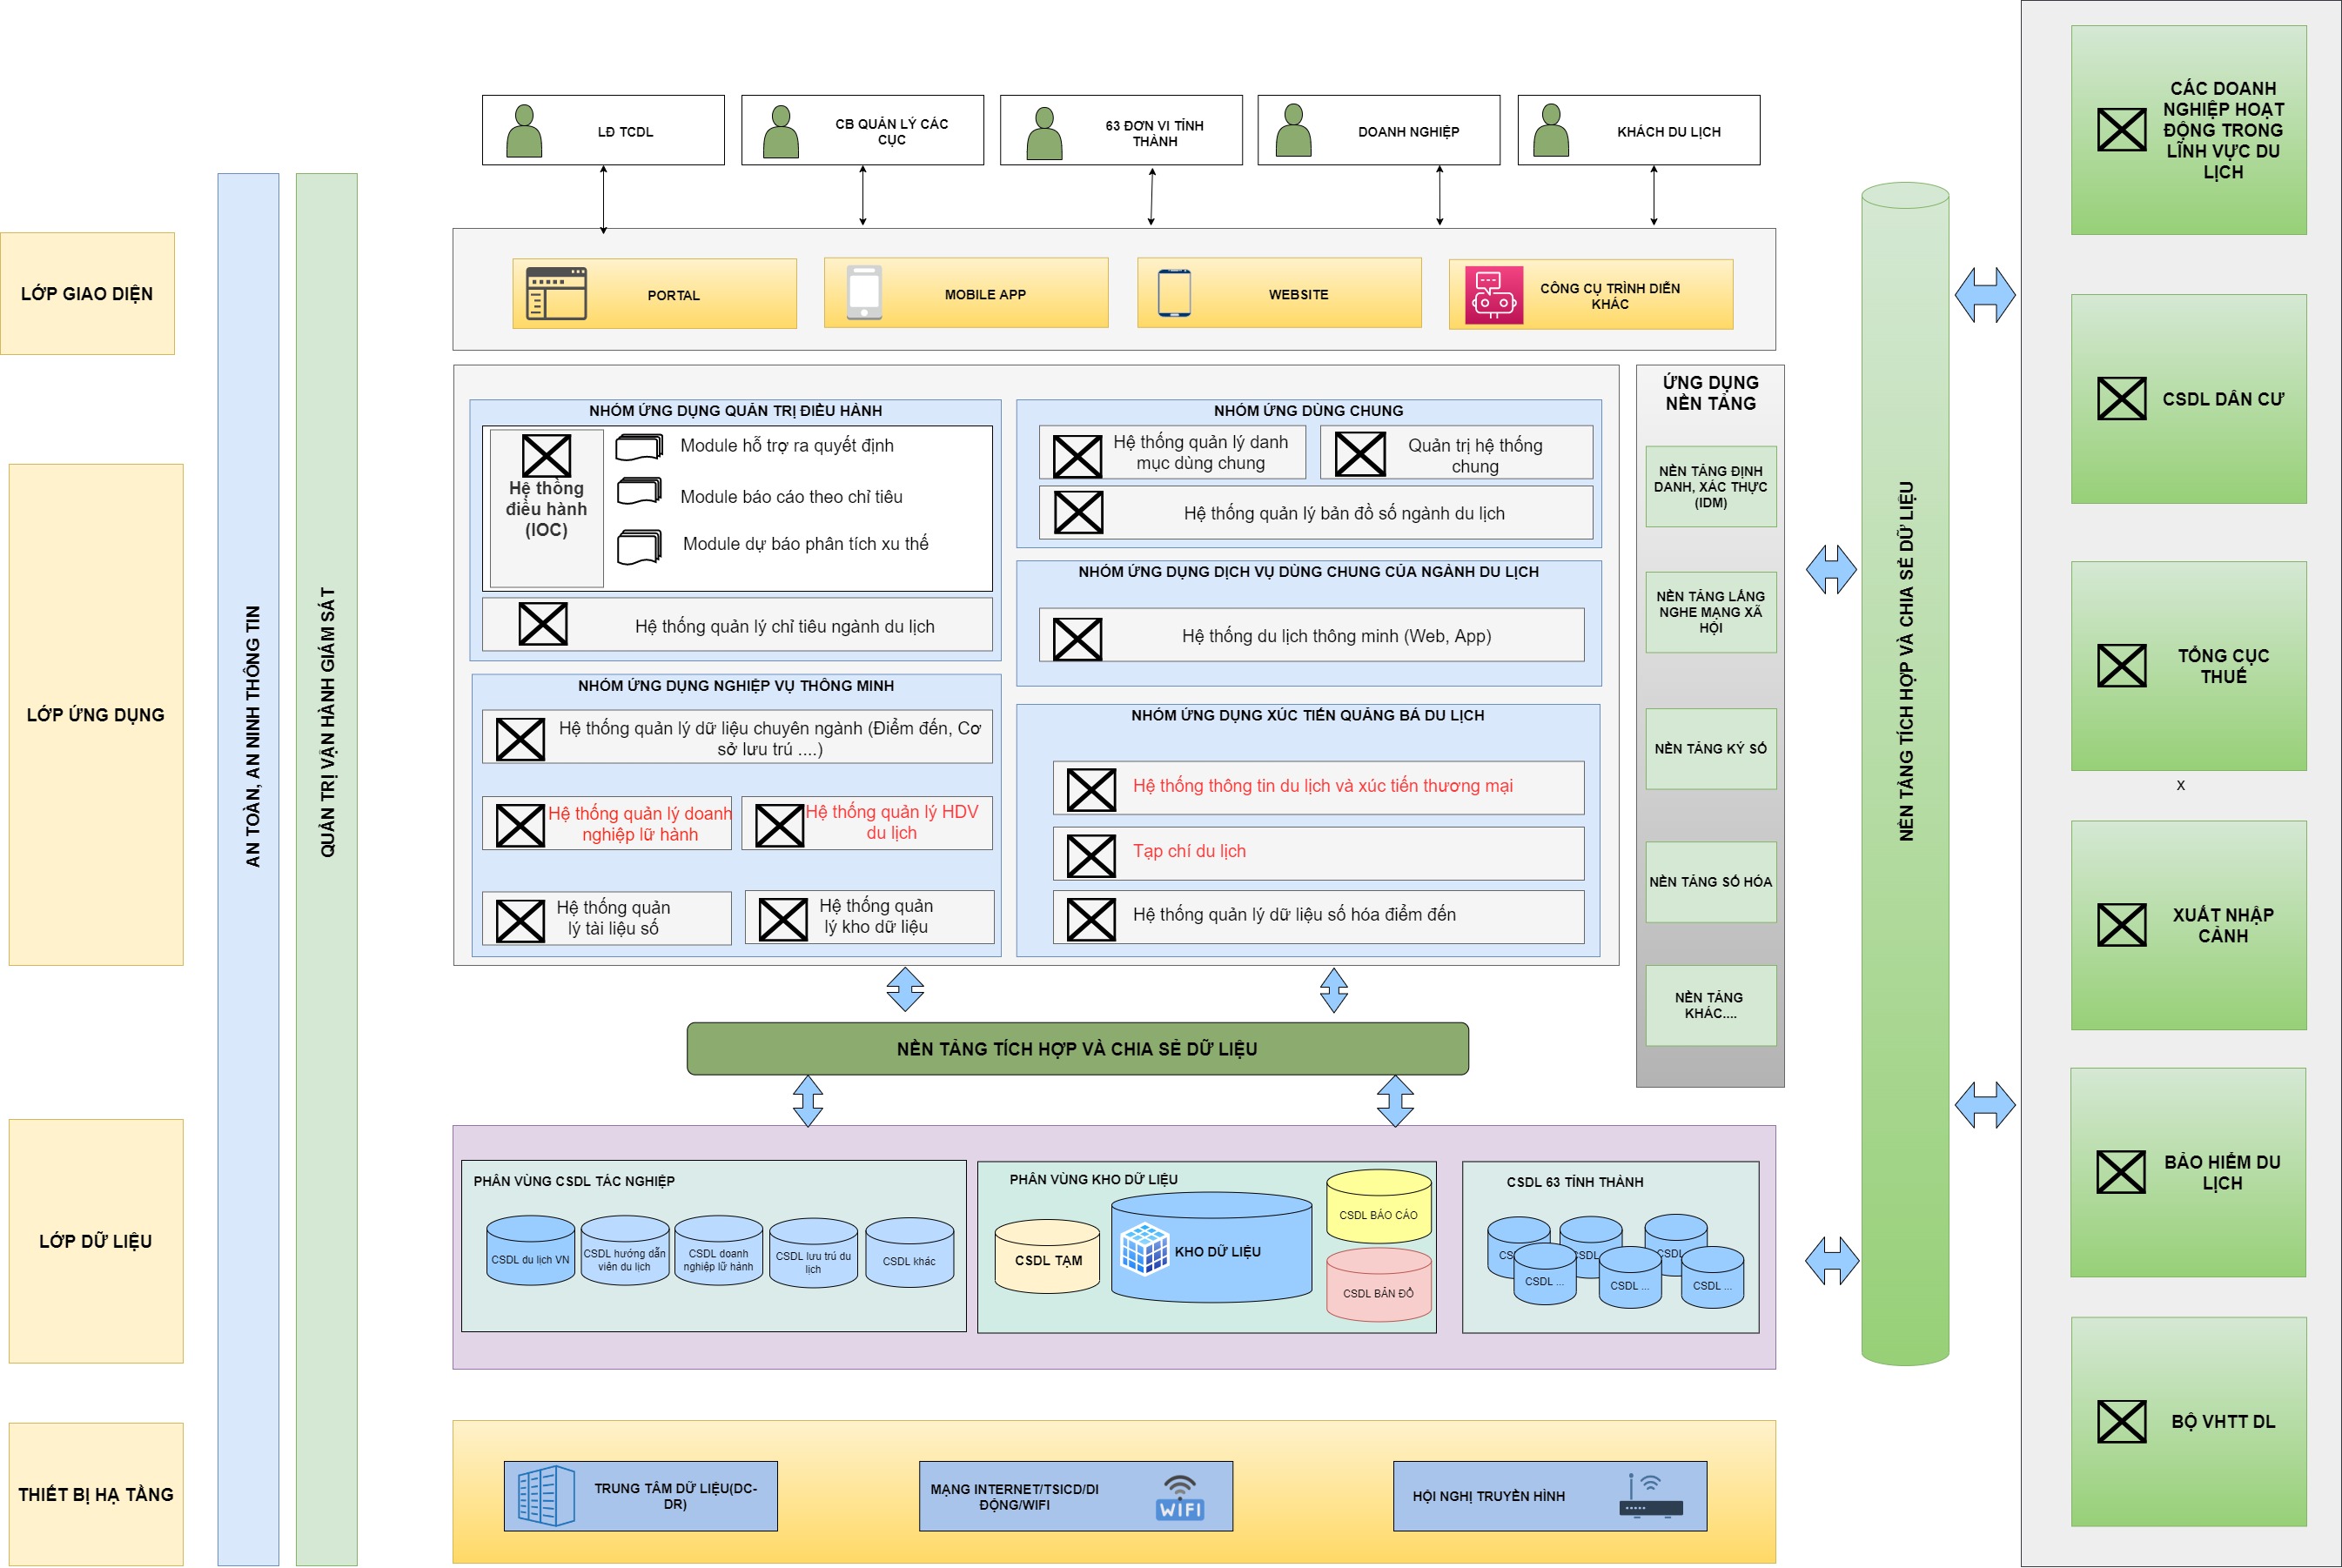 LĐ TCDL
CB QUẢN LÝ CÁC
CỤC
63 ĐƠN VI TỈNH
THÀNH
DOANH NGHIỆP
KHÁCH DU LỊCH
LỚP GIAO DIỆN
PORTAL
MOBILE APP
WEBSITE
CÔNG CỤ TRÌNH DIỄN
KHÁC
LỚP ỨNG DỤNG
AN TOÀN, AN NINH THÔNG TIN
QUẢN TRỊ VẬN HÀNH GIÁM SÁT
NHÓM ỨNG DỤNG QUẢN TRỊ ĐIỀU HÀNH
Hệ thống
điều hành
(IOC)
Module hỗ trợ ra quyết định
Module báo cáo theo chỉ tiêu
Module dự báo phân tích xu thế
Hệ thống quản lý chỉ tiêu ngành du lịch
NHÓM ỨNG DÙNG CHUNG
Hệ thống quản lý danh
mục dùng chung
Quản trị hệ thống
chung
Hệ thống quản lý bản đồ số ngành du lịch
NHÓM ỨNG DỤNG DỊCH VỤ DÙNG CHUNG CỦA NGÀNH DU LỊCH
Hệ thống du lịch thông minh (Web, App)
NHÓM ỨNG DỤNG NGHIỆP VỤ THÔNG MINH
Hệ thống quản lý dữ liệu chuyên ngành (Điểm đến, Cơ
sở lưu trú ....)
Hệ thống quản lý doanh
nghiệp lữ hành
Hệ thống quản lý HDV
du lịch
Hệ thống quản
lý tài liệu số
Hệ thống quản
lý kho dữ liệu
NHÓM ỨNG DỤNG XÚC TIẾN QUẢNG BÁ DU LỊCH
Hệ thống thông tin du lịch và xúc tiến thương mại
Tạp chí du lịch
Hệ thống quản lý dữ liệu số hóa điểm đến
ỨNG DỤNG
NỀN TẢNG
NỀN TẢNG ĐỊNH
DANH, XÁC THỰC
(IDM)
NỀN TẢNG LẮNG
NGHE MẠNG XÃ
HỘI
NỀN TẢNG KÝ SỐ
NỀN TẢNG SỐ HÓA
NỀN TẢNG
KHÁC....
NỀN TẢNG TÍCH HỢP VÀ CHIA SẺ DỮ LIỆU
NỀN TẢNG TÍCH HỢP VÀ CHIA SẺ DỮ LIỆU
LỚP DỮ LIỆU
PHÂN VÙNG CSDL TÁC NGHIỆP
CSDL du lịch VN
CSDL hướng dẫn
viên du lịch
CSDL doanh
nghiệp lữ hành
CSDL lưu trú du
lịch
CSDL khác
PHÂN VÙNG KHO DỮ LIỆU
CSDL TẠM
KHO DỮ LIỆU
CSDL BÁO CÁO
CSDL BẢN ĐỒ
CSDL 63 TỈNH THÀNH
CSDL ...
CSDL ...
CSDL ...
THIẾT BỊ HẠ TẦNG
TRUNG TÂM DỮ LIỆU(DC-
DR)
MẠNG INTERNET/TSICD/DI
ĐỘNG/WIFI
WiFi
HỘI NGHỊ TRUYỀN HÌNH
CÁC DOANH
NGHIỆP HOẠT
ĐỘNG TRONG
LĨNH VỰC DU
LỊCH
CSDL DÂN CƯ
TỔNG CỤC
THUẾ
X
XUẤT NHẬP
CẢNH
BẢO HIỂM DU
LỊCH
BỘ VHTT DL